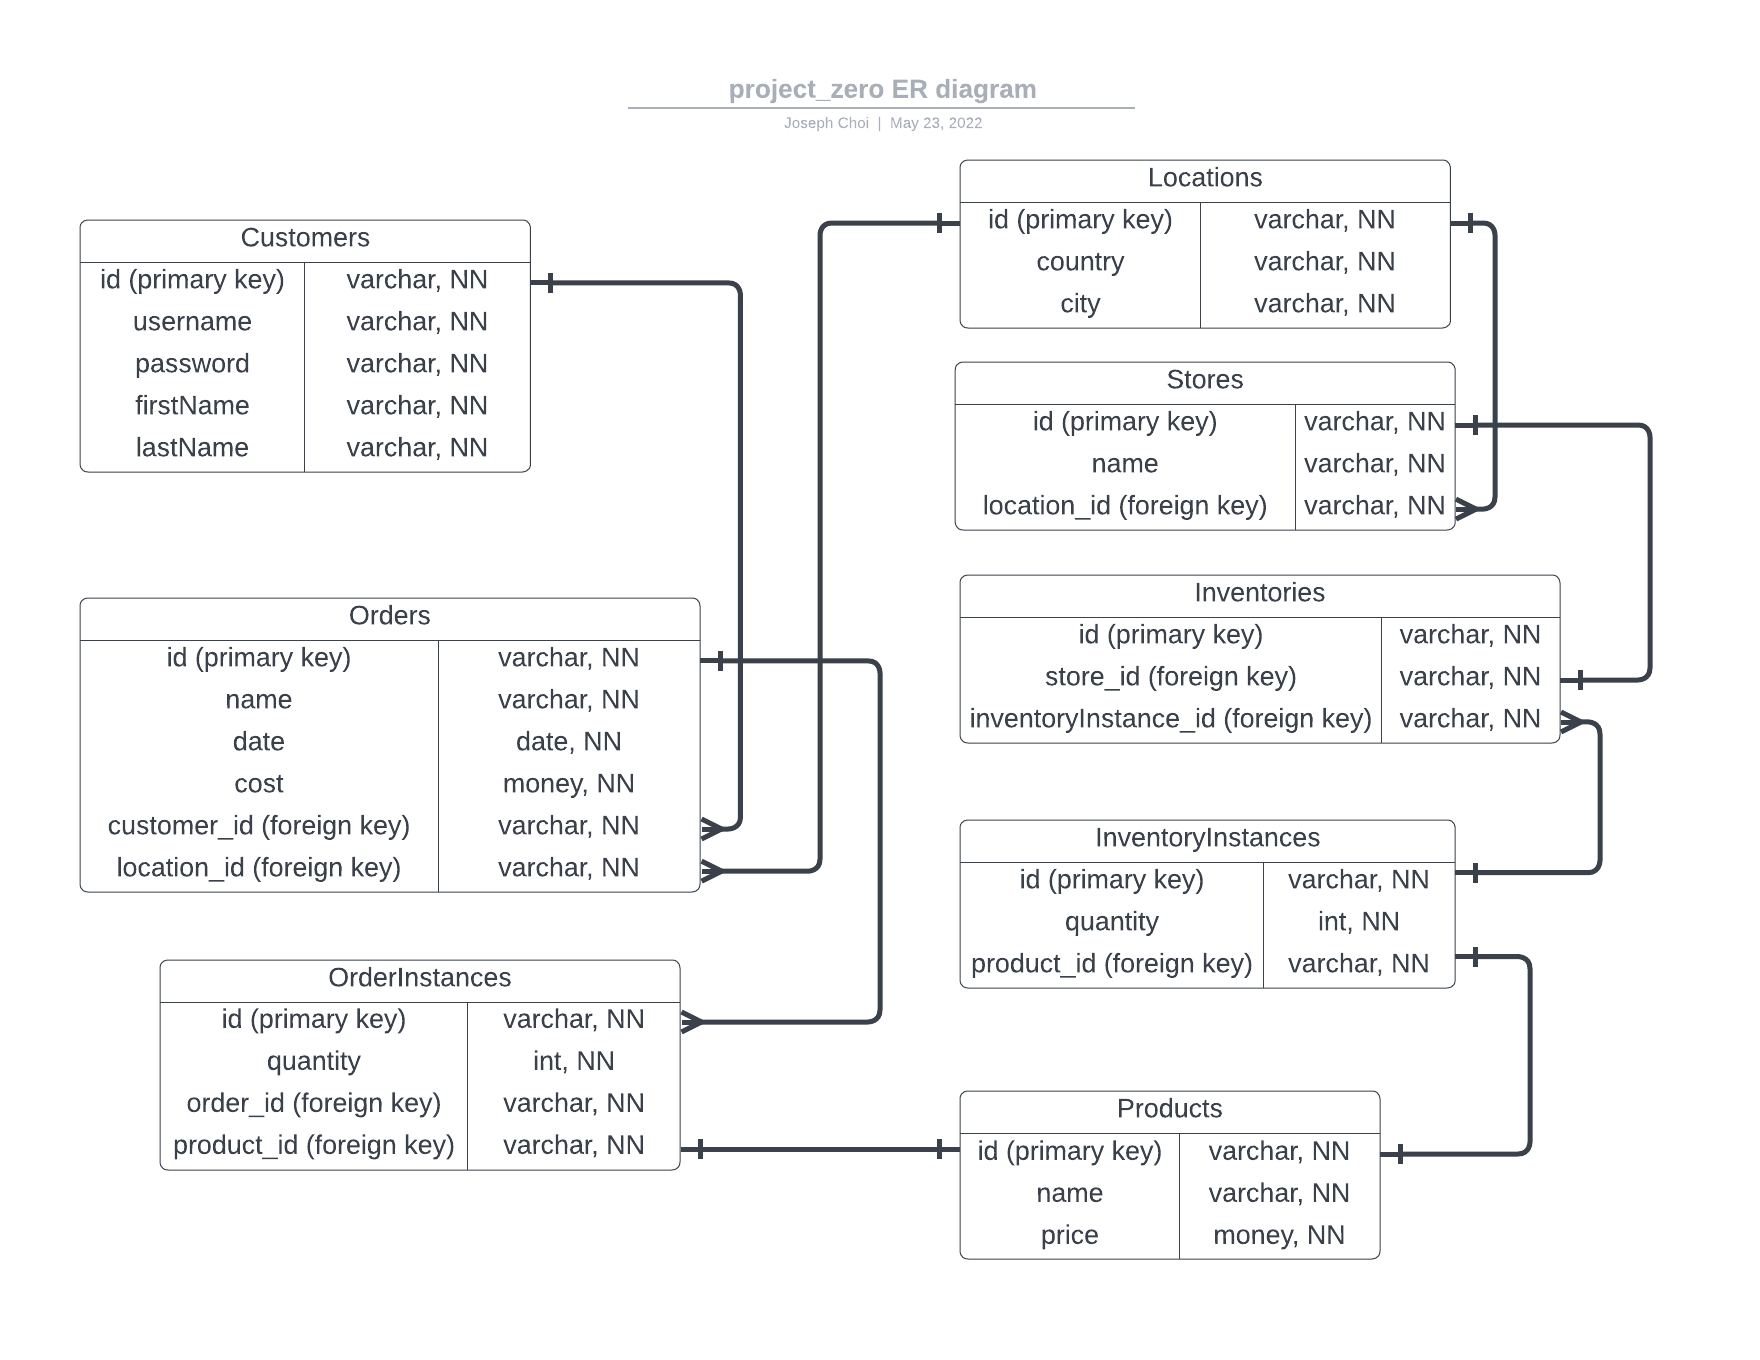 project_zero ER diagram
Joseph Choi | May 23, 2022
Customers
id (primary key) varchar, NN
username varchar, NN
password varchar, NN
firstName varchar, NN
lastName varchar, NN
Orders
id (primary key) varchar, NN
name varchar, NN
date date, NN
cost money, NN
customer_id (foreign key) varchar, NN
location_id (foreign key) varchar, NN
OrderInstances
id (primary key) varchar, NN
quantity int, NN
order_id (foreign key) varchar, NN
product_id (foreign key) varchar, NN
Locations
id (primary key) varchar, NN
country varchar, NN
city varchar, NN
Stores
id (primary key) varchar, NN
name varchar, NN
location_id (foreign key) varchar, NN
Inventories
id (primary key) varchar, NN
store_id (foreign key) varchar, NN
inventoryInstance_id (foreign key) varchar, NN
InventoryInstances
id (primary key) varchar, NN
quantity int, NN
product_id (foreign key) varchar, NN
Products
id (primary key) varchar, NN
name varchar, NN
price money, NN